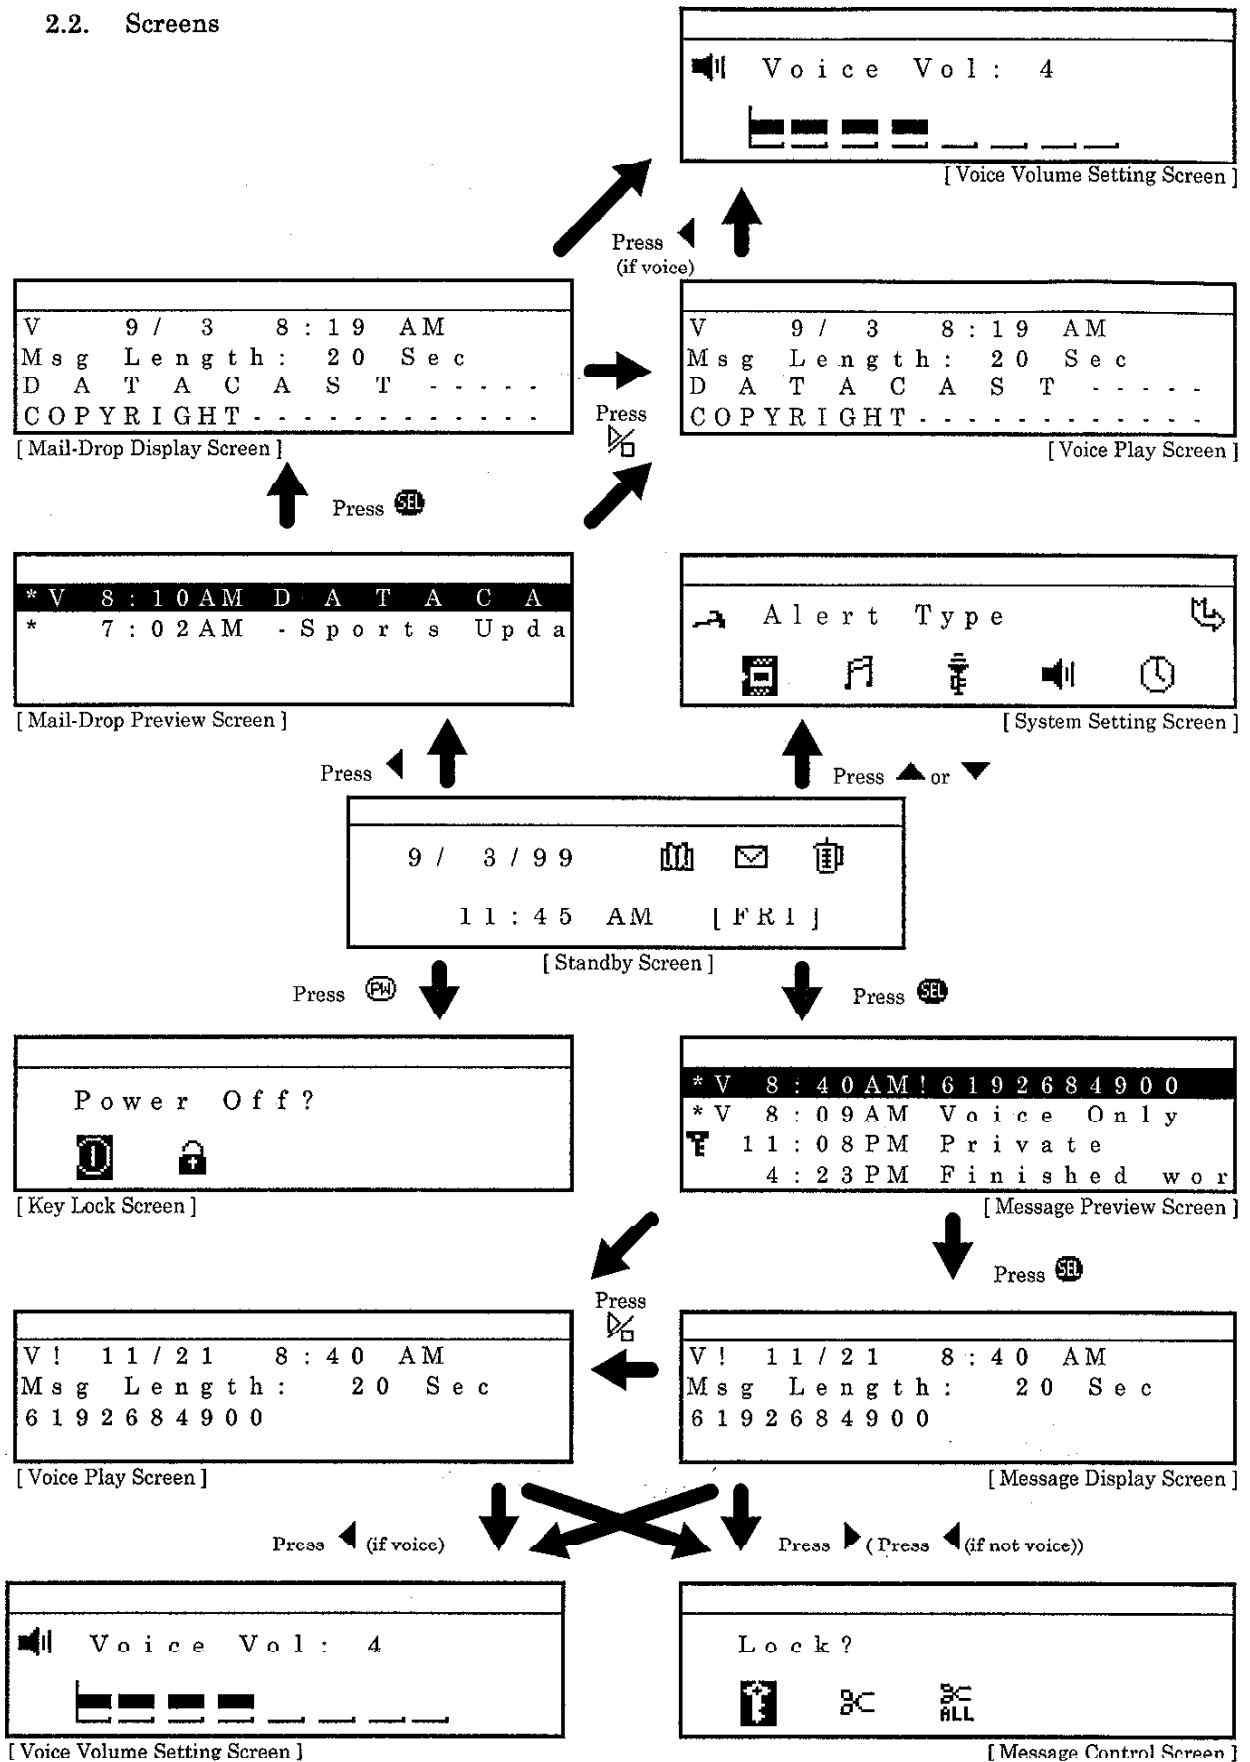 2.2. Screens
Voice Vol: 4
[ Voice Volume Setting Screen ]
Press
(if voice)
V 9/ 3 8:19 AM
Msg Length: 20 Sec
D A T A C A S T -----
COPYRIGHT------------
[ Mail-Drop Display Screen ]
Press
V 9/ 3 8:19 AM
Msg Length: 20 Sec
D A T A C A S T -----
COPYRIGHT------------
[ Voice Play Screen ]
Press SEL
*V 8:10AM D A T A C A
* 7:02AM -Sports Upda
[ Mail-Drop Preview Screen ]
Alert Type
[ System Setting Screen ]
Press
Press or
9/ 3/99
11:45 AM [FRI]
[ Standby Screen ]
Press PW
Press SEL
Power Off?
[ Key Lock Screen ]
*V 8:40AM!6192684900
*V 8:09AM Voice Only
11:08PM Private
4:23PM Finished wor
[ Message Preview Screen ]
Press SEL
Press
V! 11/21 8:40 AM
Msg Length: 20 Sec
6192684900
[ Voice Play Screen ]
V! 11/21 8:40 AM
Msg Length: 20 Sec
6192684900
[ Message Display Screen ]
Press (if voice)
Press ( Press (if not voice))
Voice Vol: 4
[ Voice Volume Setting Screen ]
Lock?
ALL
[ Message Control Screen ]